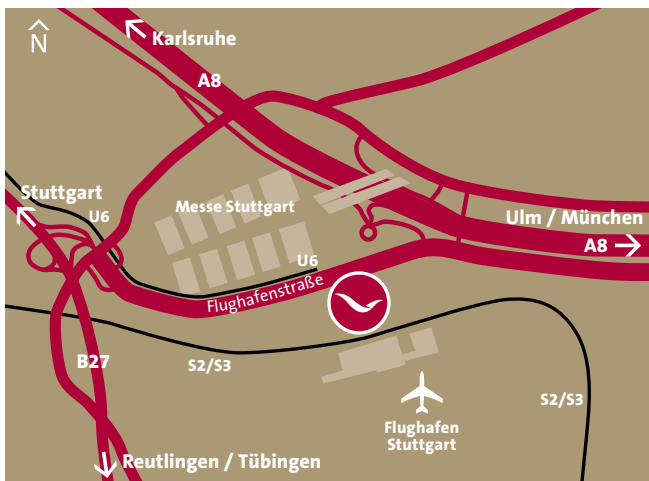 N
Karlsruhe
A8
Stuttgart
U6
Messe Stuttgart
Ulm / München
A8
U6
Flughafenstraße
B27
S2/S3
S2/S3
Flughafen
Stuttgart
Reutlingen / Tübingen